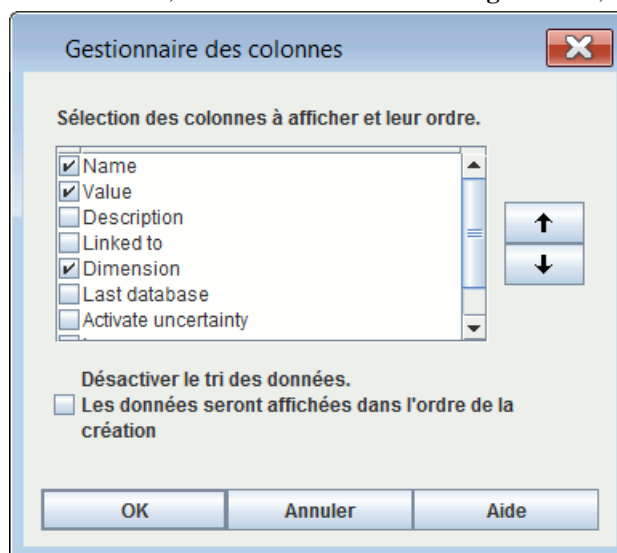 Gestionnaire des colonnes
Sélection des colonnes à afficher et leur ordre.
Name
Value
Description
Linked to
Dimension
Last database
Activate uncertainty
Désactiver le tri des données.
Les données seront affichées dans l'ordre de la
création
OK
Annuler
Aide